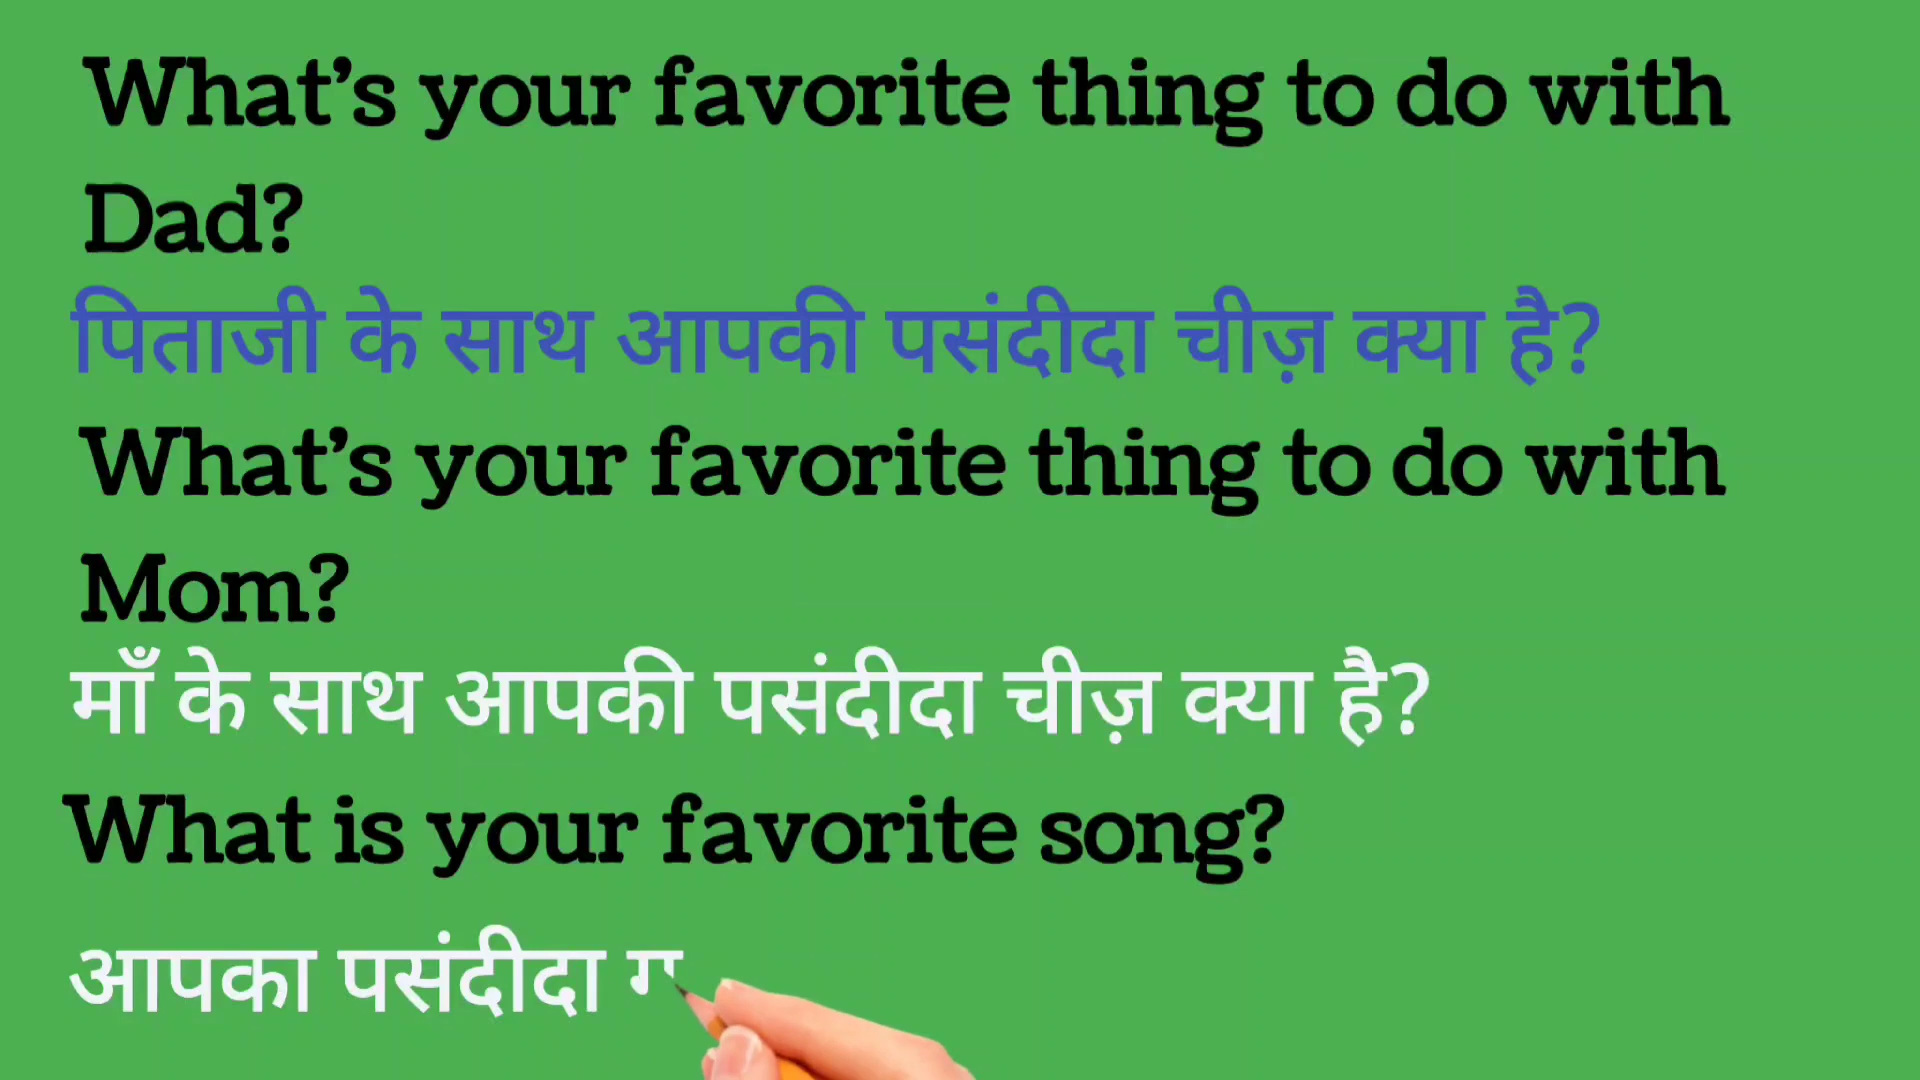 What's your favorite thing to do with
Dad?
पिताजी के साथ आपकी पसंदीदा चीज़ क्या है?
What's your favorite thing to do with
Mom?
माँ के साथ आपकी पसंदीदा चीज़ क्या है?
What is your favorite song?
आपका पसंदीदा